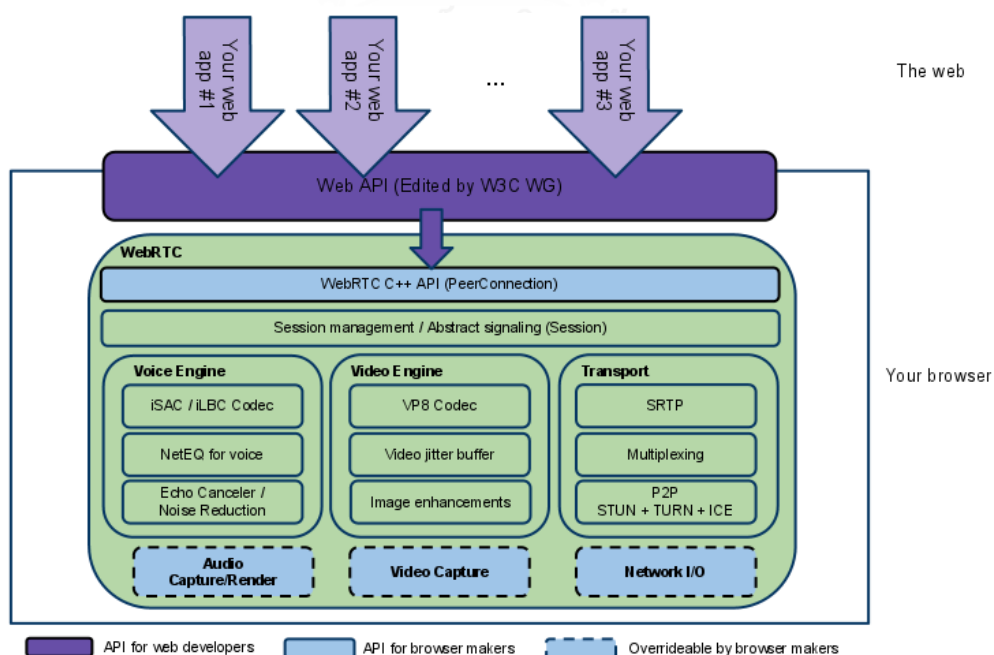 Your web
app #1
Your web
app #2
...
Your web
app #3
The web
Web API (Edited by W3C WG)
WebRTC
WebRTC C++ API (PeerConnection)
Session management / Abstract signaling (Session)
Your browser
Voice Engine
iSAC / iLBC Codec
NetEQ for voice
Echo Canceler /
Noise Reduction
Video Engine
VP8 Codec
Video jitter buffer
Image enhancements
Transport
SRTP
Multiplexing
P2P
STUN + TURN + ICE
Audio
Capture/Render
Video Capture
Network I/O
API for web developers
API for browser makers
Overrideable by browser makers